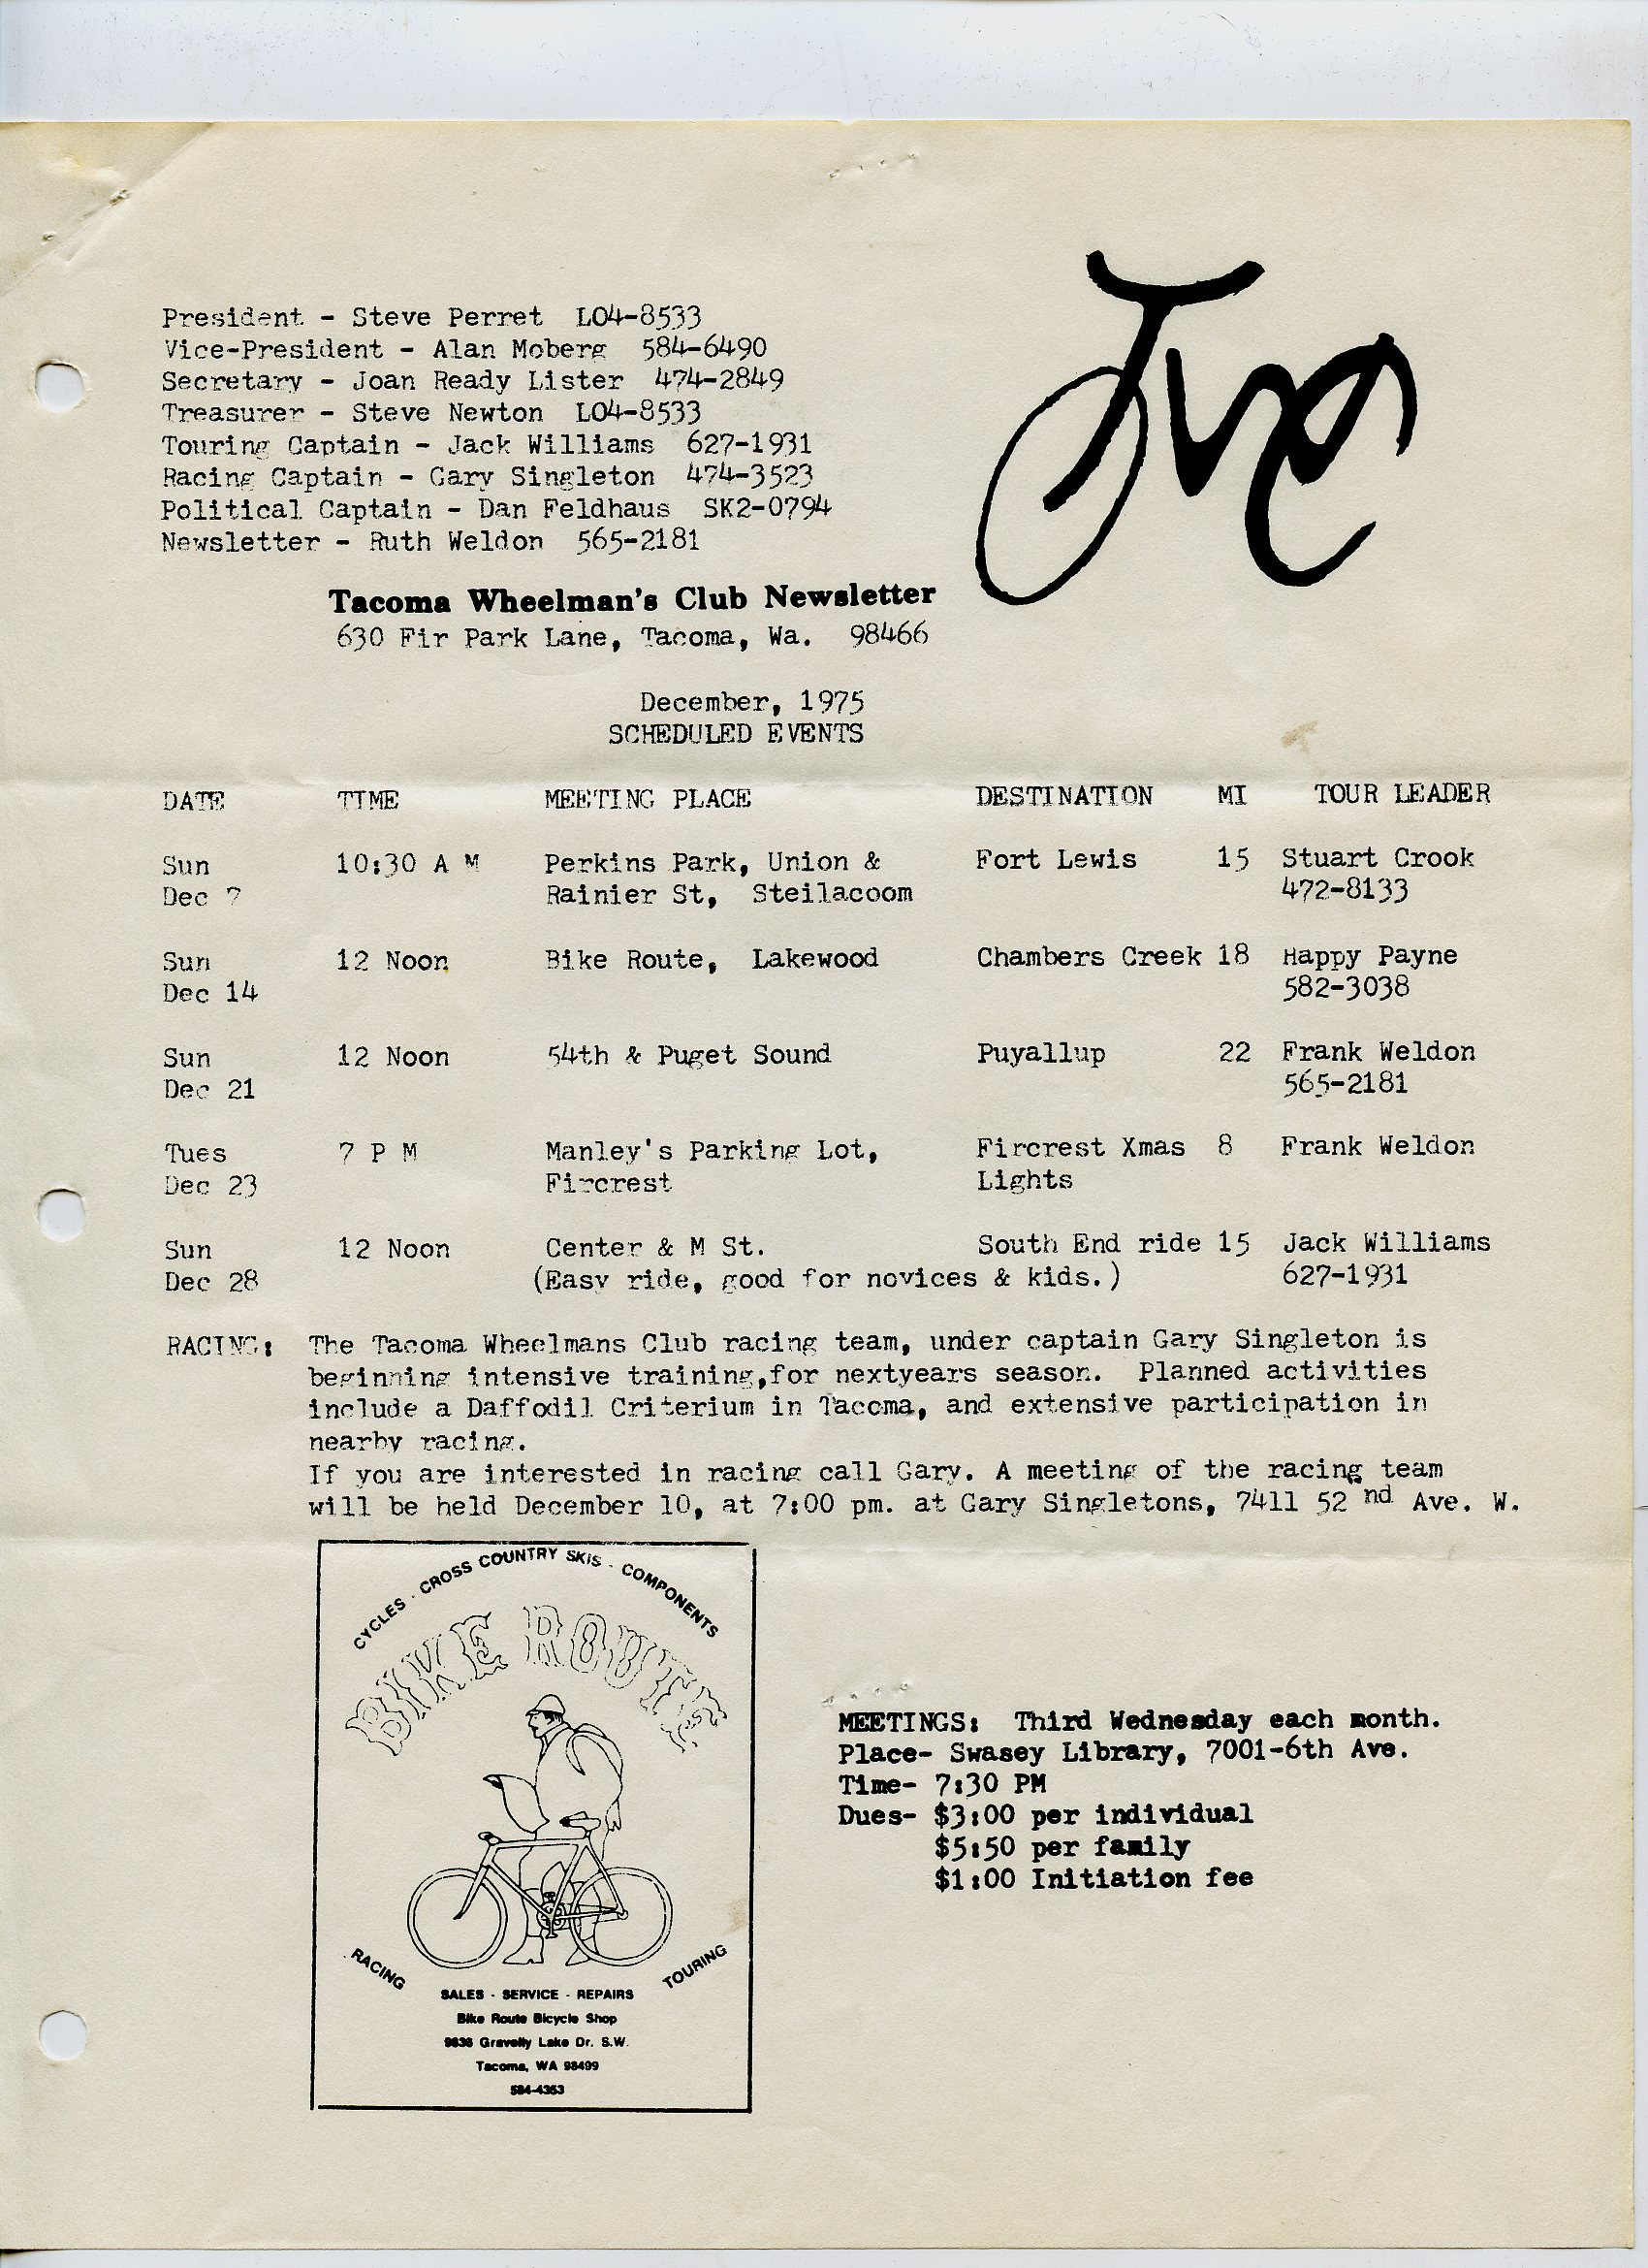 TWC
President - Steve Perret LO4-8533
Vice-President - Alan Moberg 584-6490
Secretary - Joan Ready Lister 474-2849
Treasurer - Steve Newton LO4-8533
Touring Captain - Jack Williams 627-1931
Racing Captain - Gary Singleton 474-3523
Political Captain - Dan Feldhaus SK2-0794
Newsletter - Ruth Weldon 565-2181
Tacoma Wheelman's Club Newsletter
630 Fir Park Lane, Tacoma, Wa. 98466
December, 1975
SCHEDULED EVENTS
DATE TIME MEETING PLACE DESTINATION MI TOUR LEADER
Sun 10:30 A M Perkins Park, Union & Fort Lewis 15 Stuart Crook
Dec 7 Rainier St, Steilacoom 472-8133
Sun 12 Noon Bike Route, Lakewood Chambers Creek 18 Happy Payne
Dec 14 582-3038
Sun 12 Noon 54th & Puget Sound Puyallup 22 Frank Weldon
Dec 21 565-2181
Tues 7 P M Manley's Parking Lot, Fircrest Xmas 8 Frank Weldon
Dec 23 Fircrest Lights
Sun 12 Noon Center & M St. South End ride 15 Jack Williams
Dec 28 (Easy ride, good for novices & kids.) 627-1931
RACING: The Tacoma Wheelmans Club racing team, under captain Gary Singleton is
beginning intensive training,for nextyears season. Planned activities
include a Daffodil Criterium in Tacoma, and extensive participation in
nearby racing.
If you are interested in racing call Gary. A meeting of the racing team
will be held December 10, at 7:00 pm. at Gary Singletons, 7411 52 nd Ave. W.
CYCLES - CROSS COUNTRY SKIS - COMPONENTS
BIKE ROUTE
RACING TOURING
SALES - SERVICE - REPAIRS
Bike Route Bicycle Shop
9836 Gravelly Lake Dr. S.W.
Tacoma, WA 98499
584-4353
MEETINGS: Third Wednesday each month.
Place- Swasey Library, 7001-6th Ave.
Time- 7:30 PM
Dues- $3:00 per individual
$5:50 per family
$1:00 Initiation fee